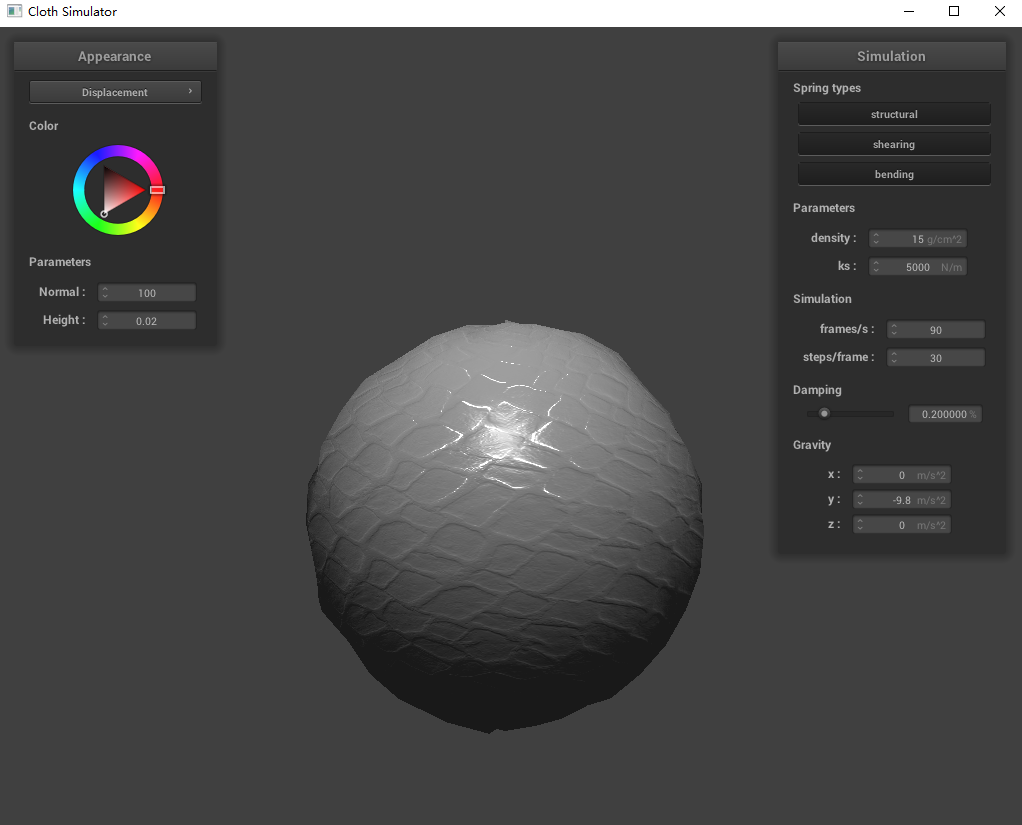 Cloth Simulator
Appearance
Displacement
Color
Parameters
Normal : 100
Height : 0.02
Simulation
Spring types
structural
shearing
bending
Parameters
density : 15 g/cm^2
ks : 5000 N/m
Simulation
frames/s : 90
steps/frame : 30
Damping
0.200000 %
Gravity
x : 0 m/s^2
y : -9.8 m/s^2
z : 0 m/s^2